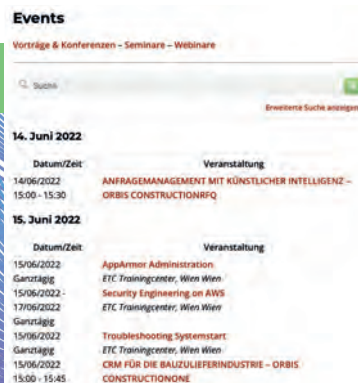 Events
Vorträge & Konferenzen – Seminare – Webinare
Suche
Erweiterte Suche anzeigen
14. Juni 2022
Datum/Zeit Veranstaltung
14/06/2022 ANFRAGEMANAGEMENT MIT KÜNSTLICHER INTELLIGENZ –
15:00 - 15:30 ORBIS CONSTRUCTIONRFQ
15. Juni 2022
Datum/Zeit Veranstaltung
15/06/2022 AppArmor Administration
Ganztägig ETC Trainingcenter, Wien Wien
15/06/2022 - Security Engineering on AWS
17/06/2022 ETC Trainingcenter, Wien Wien
Ganztägig
15/06/2022 Troubleshooting Systemstart
Ganztägig ETC Trainingcenter, Wien Wien
15/06/2022 CRM FÜR DIE BAUZULIEFERINDUSTRIE – ORBIS
15:00 - 15:45 CONSTRUCTIONONE